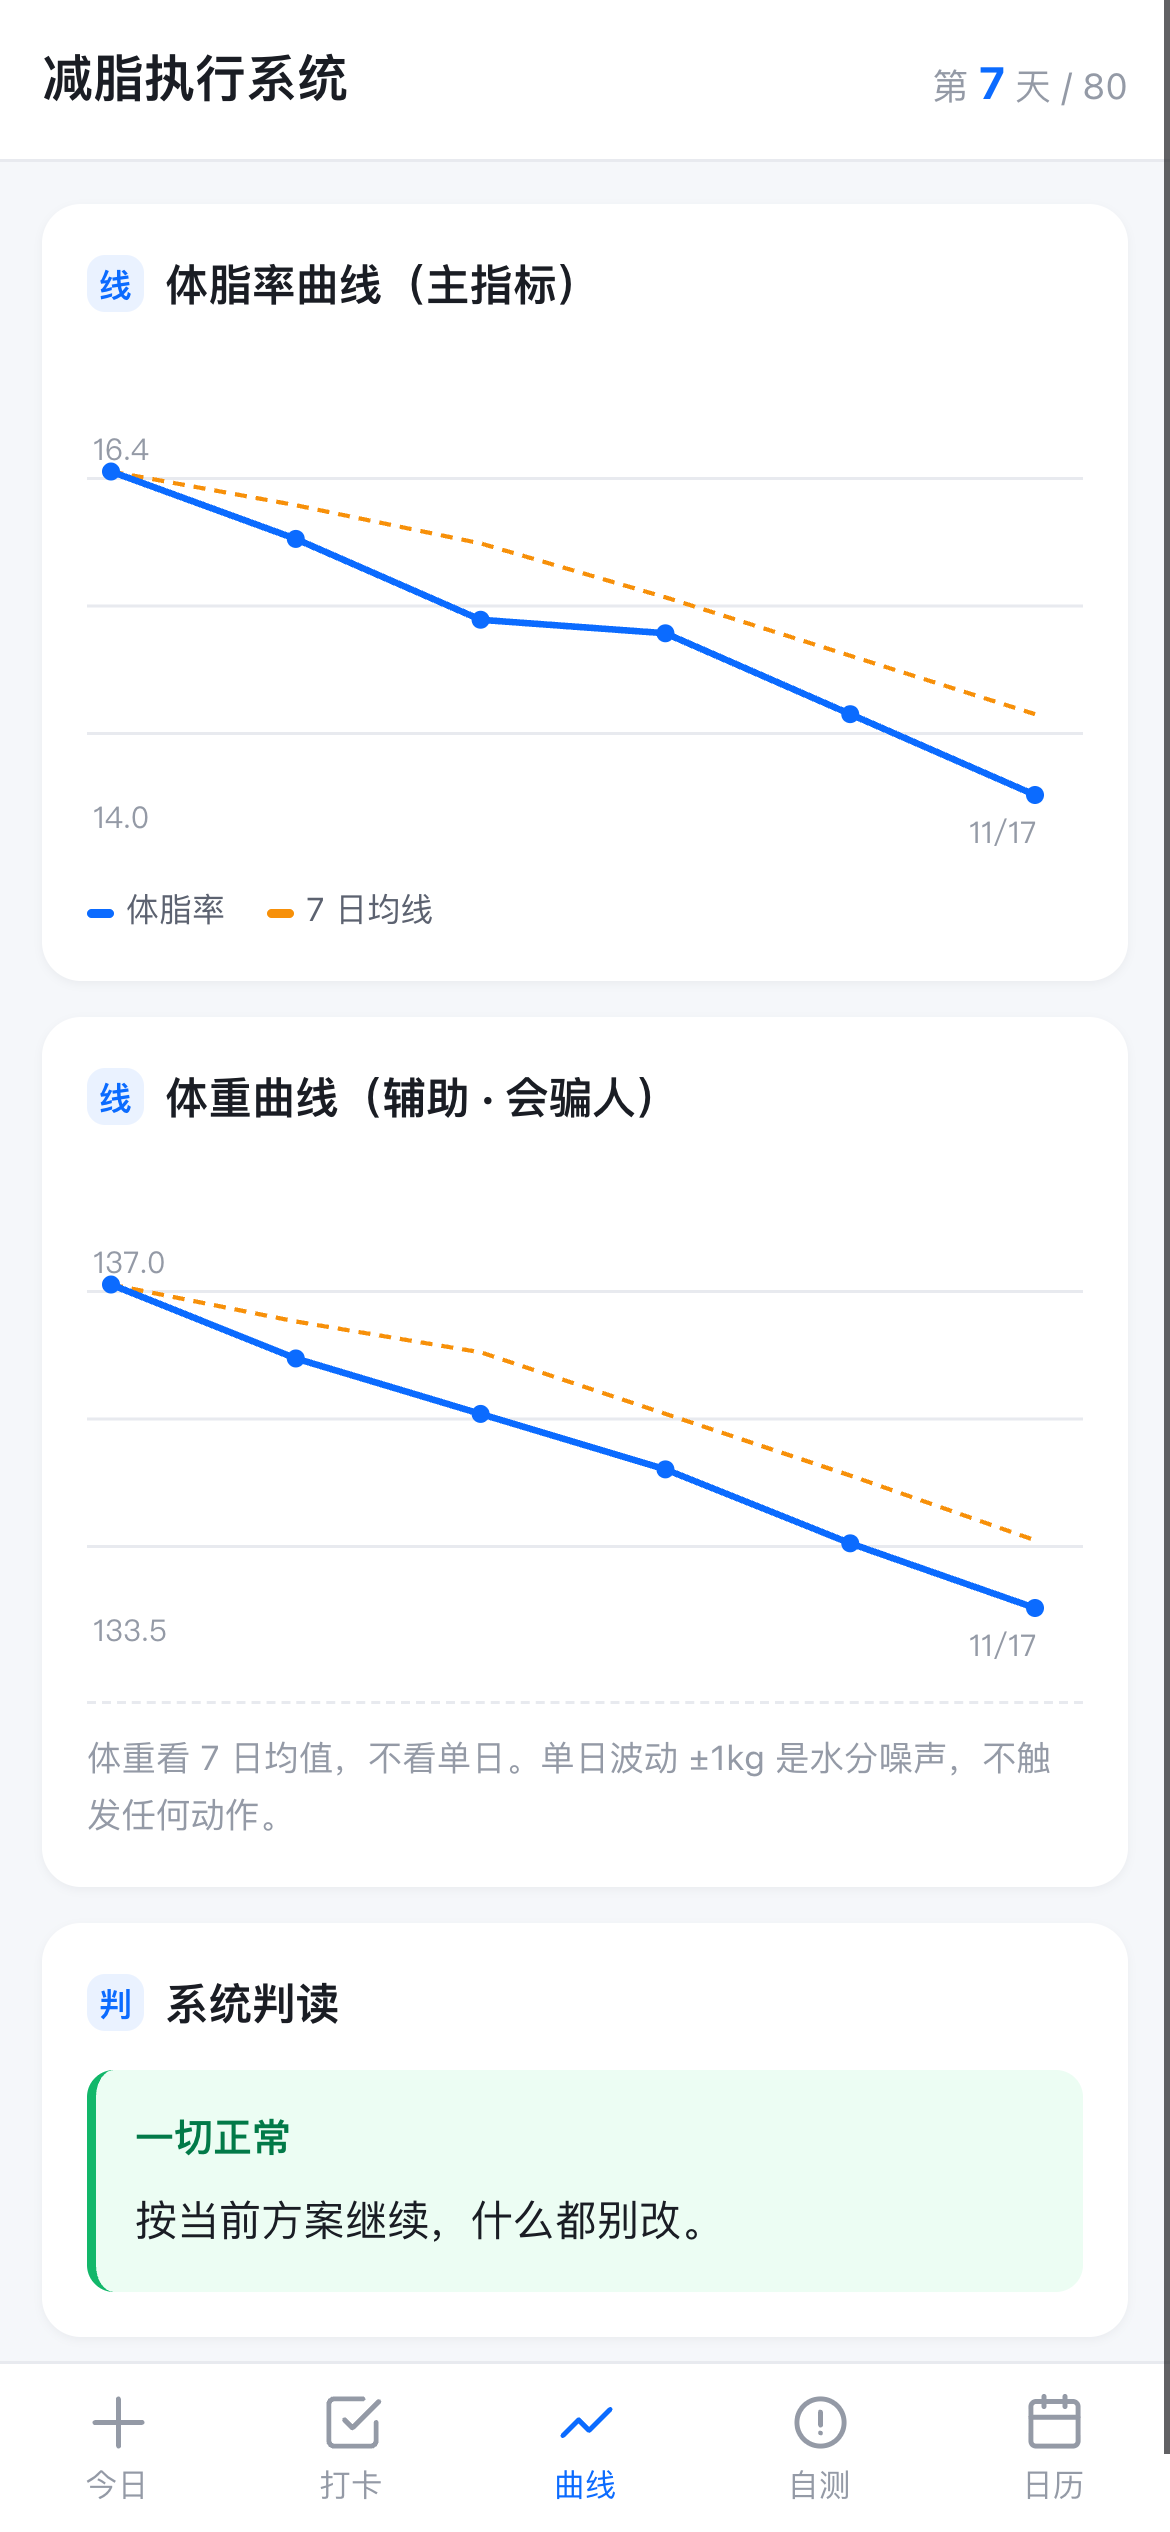 减脂执行系统
第 7 天 / 80
线 体脂率曲线（主指标）
16.4
14.0
11/17
体脂率 7 日均线
线 体重曲线（辅助 · 会骗人）
137.0
133.5
11/17
体重看 7 日均值，不看单日。单日波动 ±1kg 是水分噪声，不触
发任何动作。
判 系统判读
一切正常
按当前方案继续，什么都别改。
今日 打卡 曲线 自测 日历